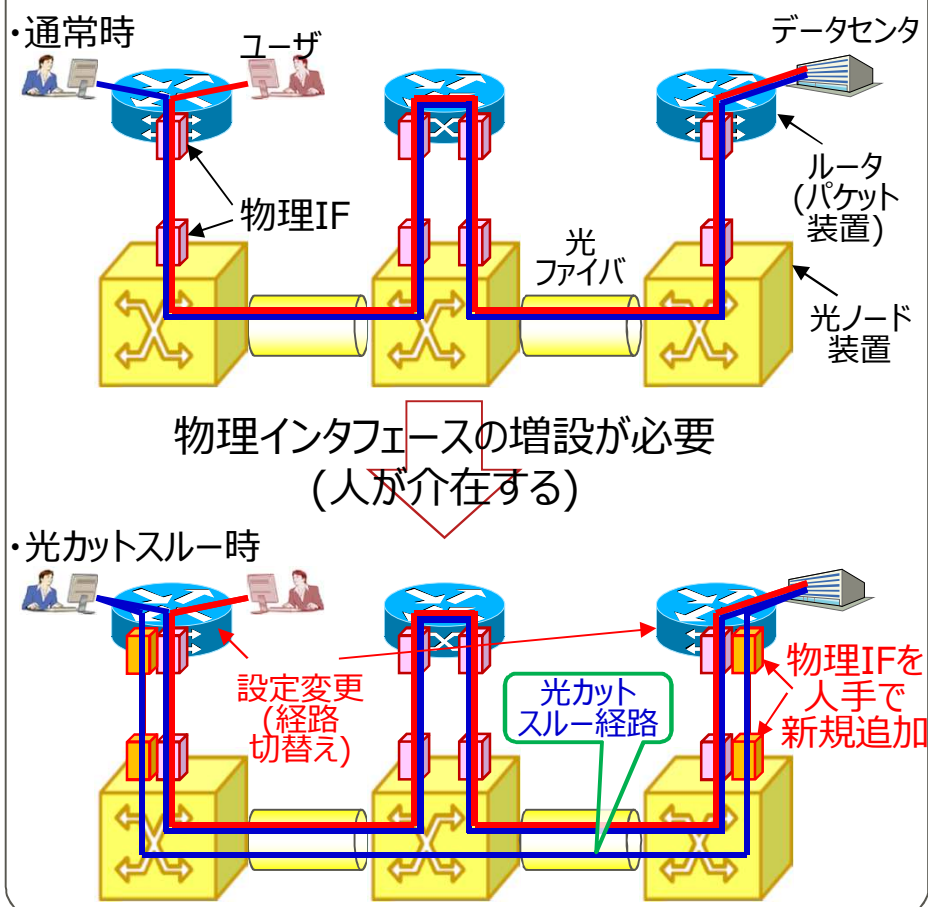 ・通常時
ユーザ
データセンタ
物理IF
ルータ
(パケット
装置)
光
ファイバ
光ノード
装置
物理インタフェースの増設が必要
(人が介在する)
・光カットスルー時
設定変更
(経路
切替え)
光カット
スルー経路
物理IFを
人手で
新規追加